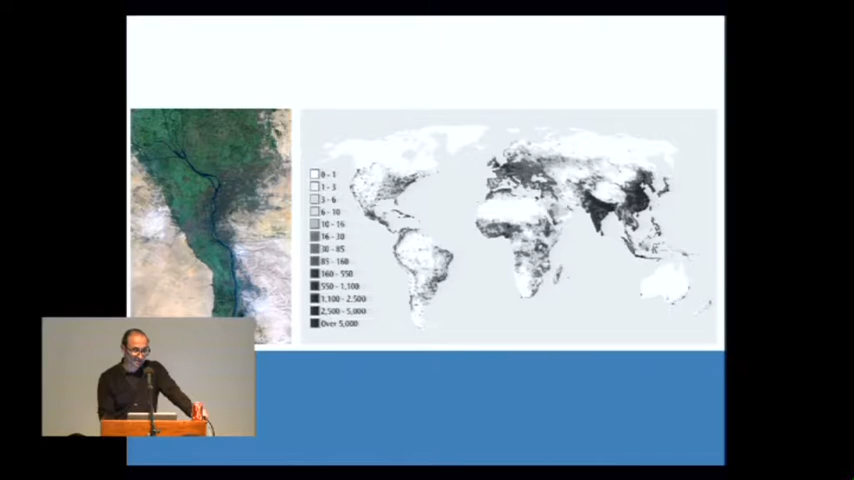 0 - 1
1 - 3
3 - 6
6 - 10
10 - 16
16 - 30
30 - 85
85 - 160
160 - 550
550 - 1,100
1,100 - 2,500
2,500 - 5,000
Over 5,000